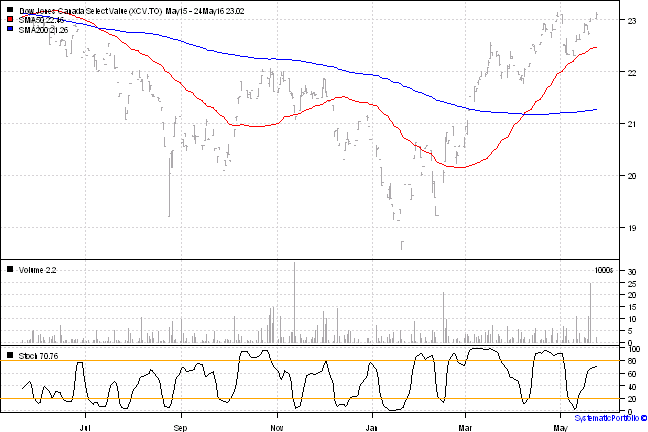 Dow Jones Canada Select Value (XCV.TO) May15 - 24May16 23.02
SMA50 22.46
SMA200 21.26
23
22
21
20
19
Volume 2.2
1000s
30
25
20
15
10
5
0
Stoch 70.76
100
80
60
40
20
0
Jul
Sep
Nov
Jan
Mar
May
SystematicPortfolio ©